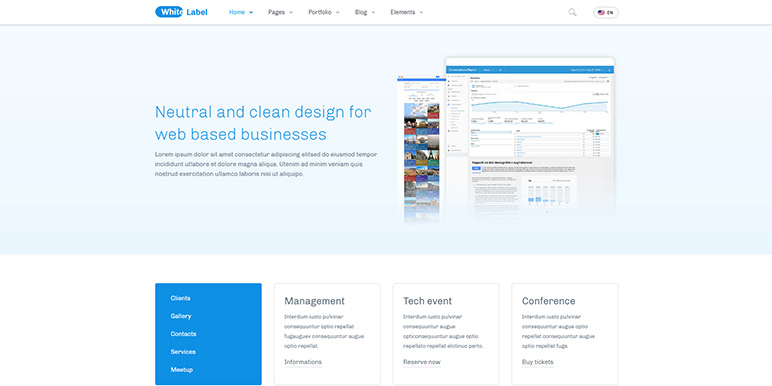 White Label
Home
Pages
Portfolio
Blog
Elements
EN
Neutral and clean design for
web based businesses
Lorem ipsum dolor sit amet consectetur adipiscing elitsed do eiusmod tempor
incididunt utlabore et dolore magna aliqua. Utenim ad minim veniam quis
nostrud exercitation ullamco laboris nisi ut aliquipo.
Clients
Gallery
Contacts
Services
Meetup
Management
Interdum iusto pulvinar
consequuntur optio repellat
fugauguev consequuntur augue
optio repellat.
Informations
Tech event
Interdum iusto pulvinar
consequuntur augue
opticonsequuntur augue optio
repellato repellat elotinuo perto.
Reserve now
Conference
Interdum iusto pulvinar
consequuntur augue optio
repellat consequuntur augue
optio repellat fuga.
Buy tickets